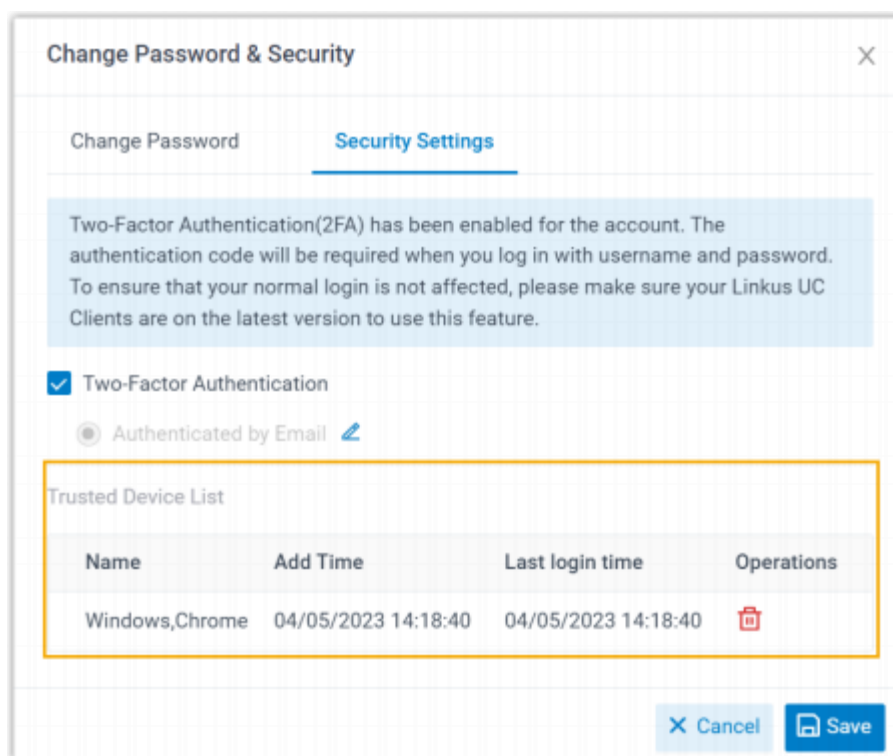 Change Password & Security
Change Password
Security Settings
Two-Factor Authentication(2FA) has been enabled for the account. The
authentication code will be required when you log in with username and password.
To ensure that your normal login is not affected, please make sure your Linkus UC
Clients are on the latest version to use this feature.
Two-Factor Authentication
Authenticated by Email
Trusted Device List
Name Add Time Last login time Operations
Windows,Chrome 04/05/2023 14:18:40 04/05/2023 14:18:40
Cancel Save